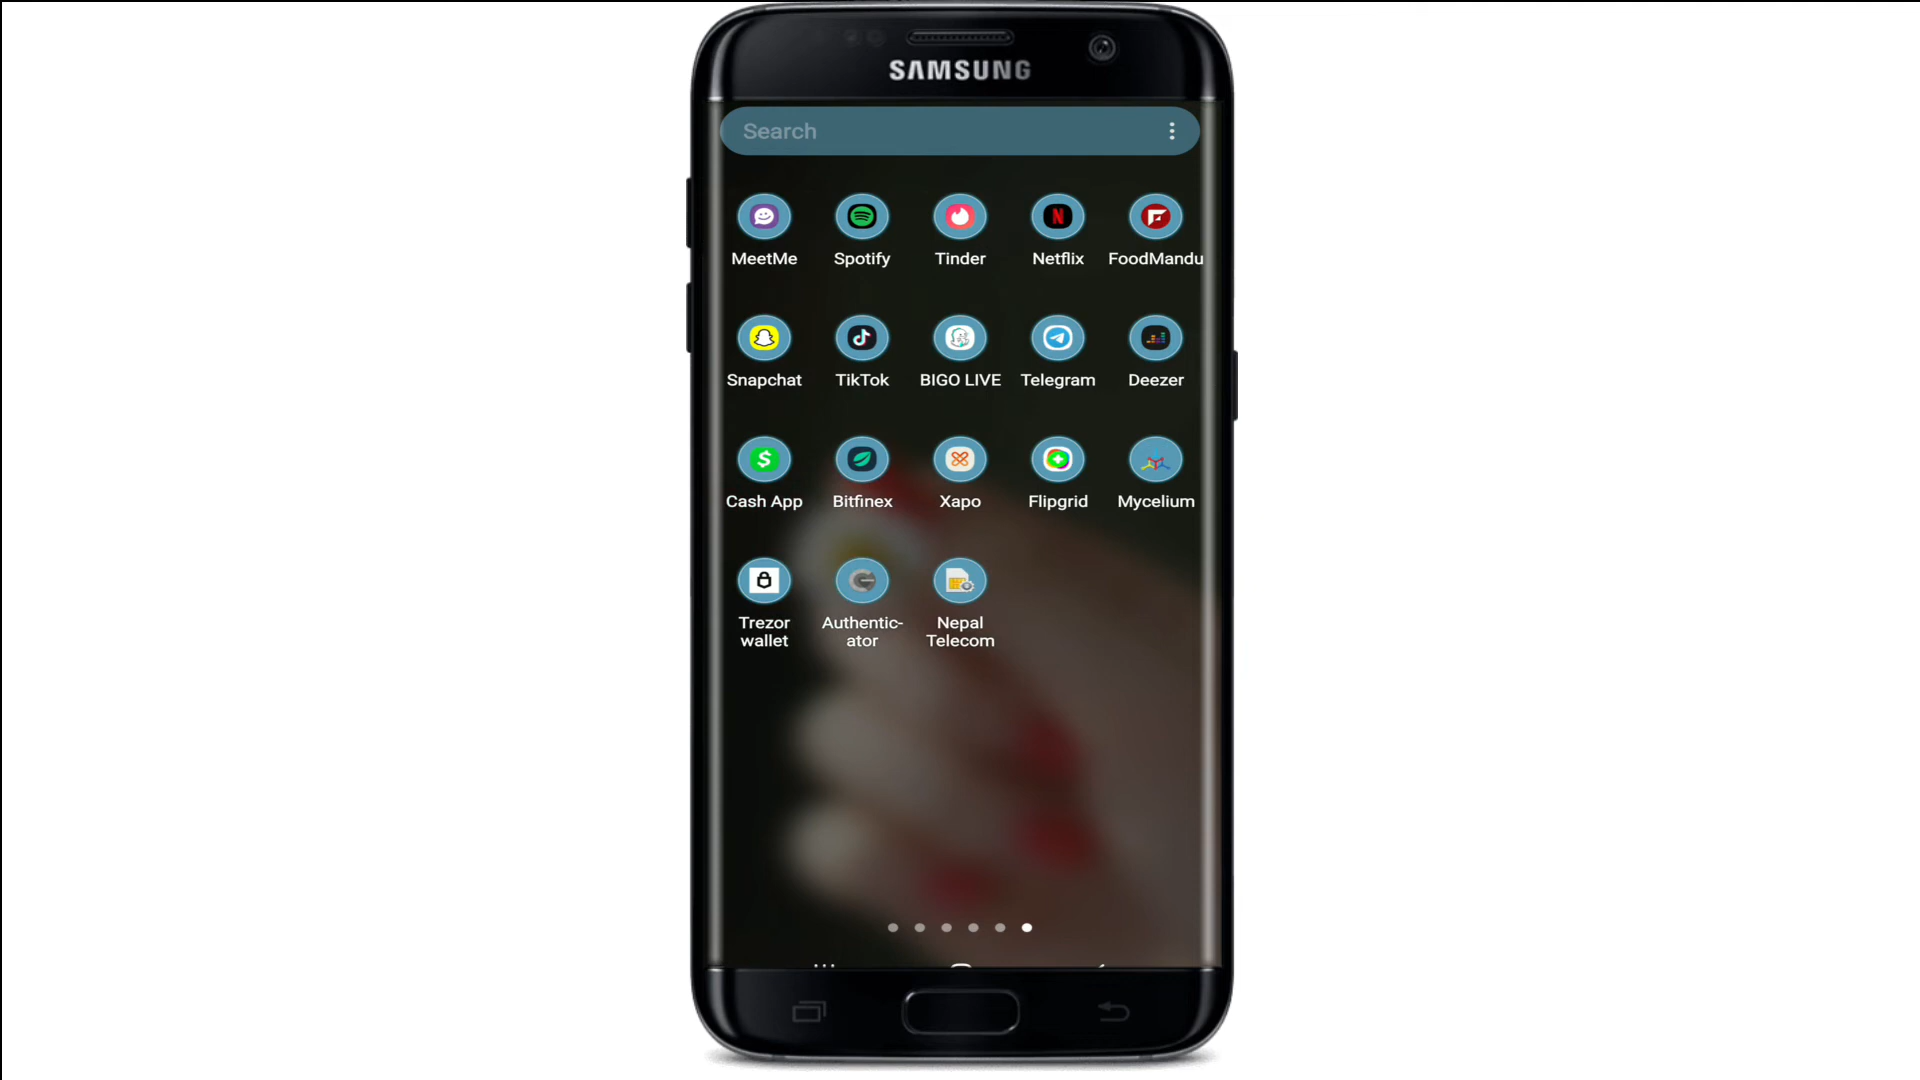 SAMSUNG
Search
MeetMe Spotify Tinder Netflix FoodMandu
Snapchat TikTok BIGO LIVE Telegram Deezer
Cash App Bitfinex Xapo Flipgrid Mycelium
Trezor wallet Authentic-ator Nepal Telecom